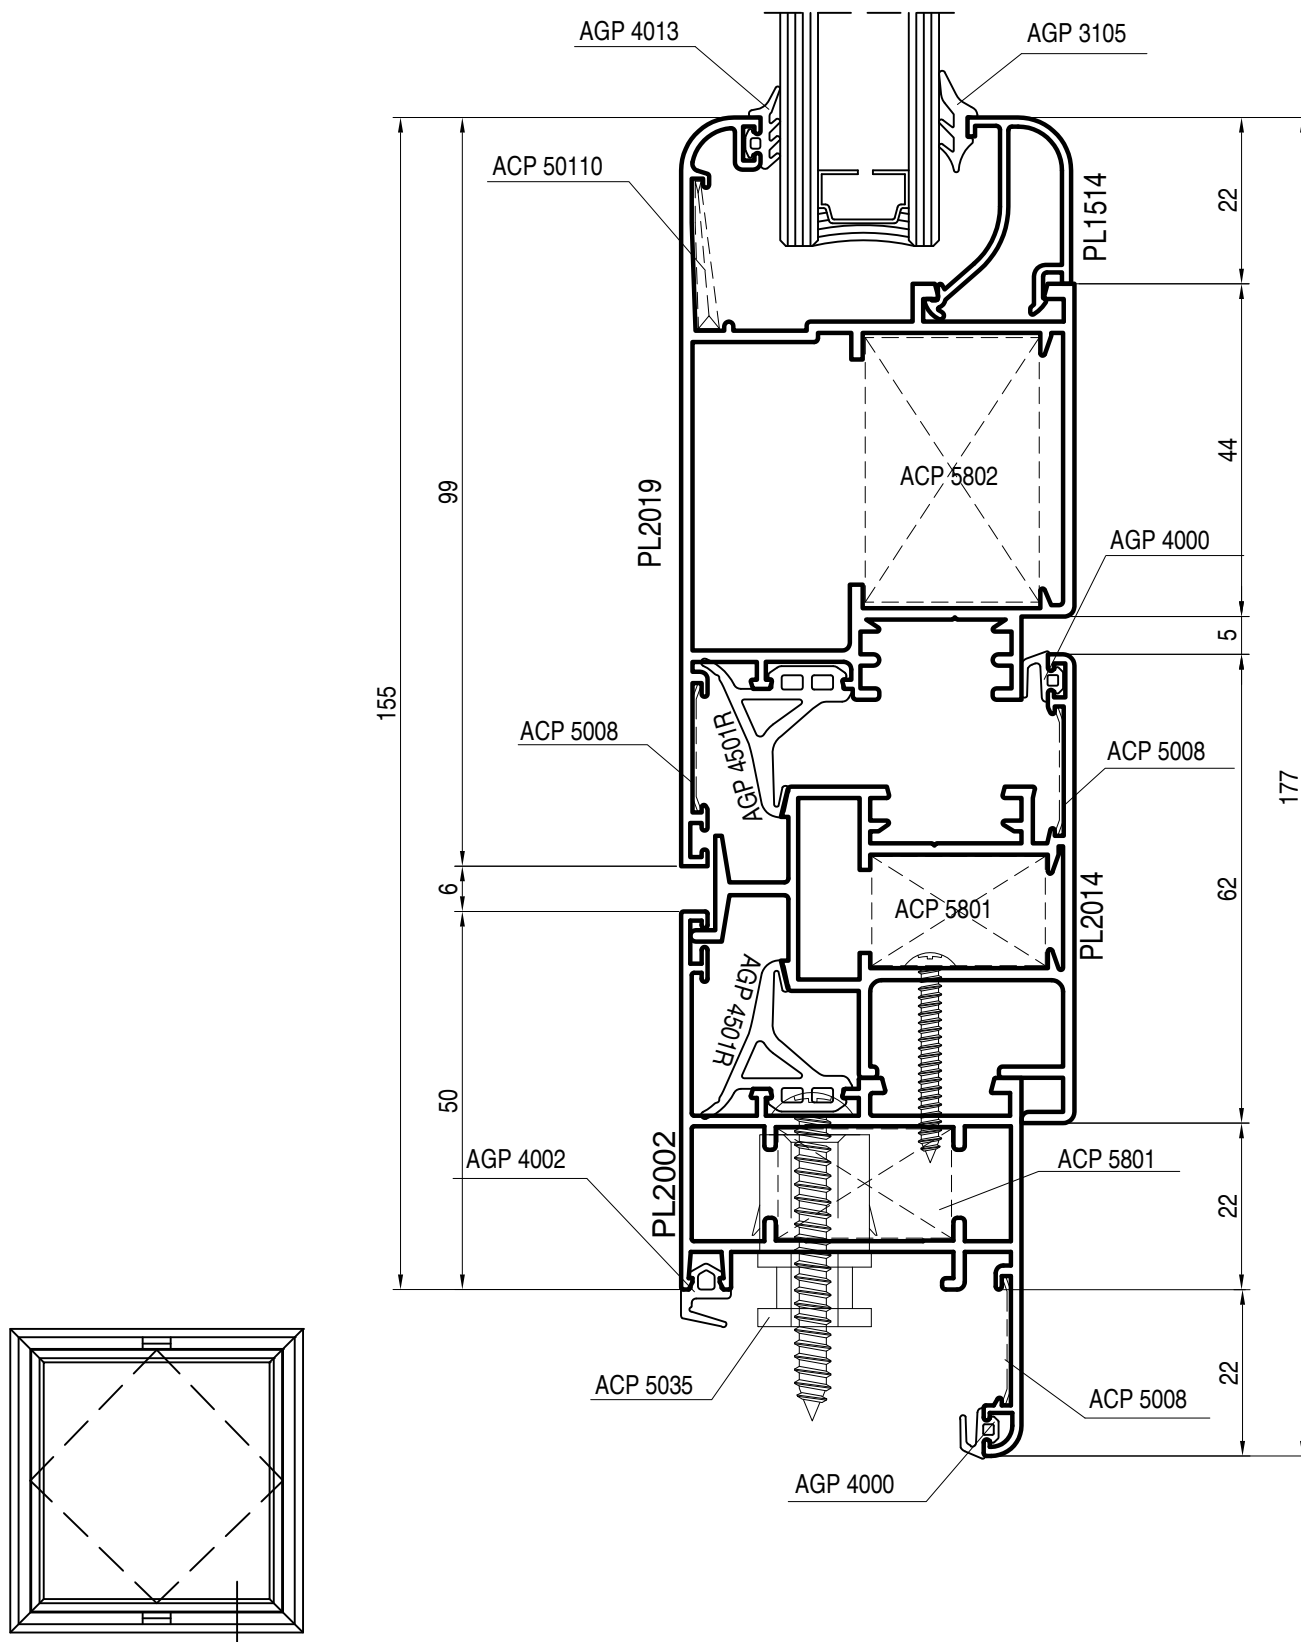 AGP 4013
AGP 3105
ACP 50110
PL1514
22
99
PL2019
ACP 5802
44
AGP 4000
5
155
ACP 5008
AGP 4501R
ACP 5008
177
6
ACP 5801
PL2014
62
AGP 4501R
50
AGP 4002
PL2002
ACP 5801
22
ACP 5035
ACP 5008
22
AGP 4000